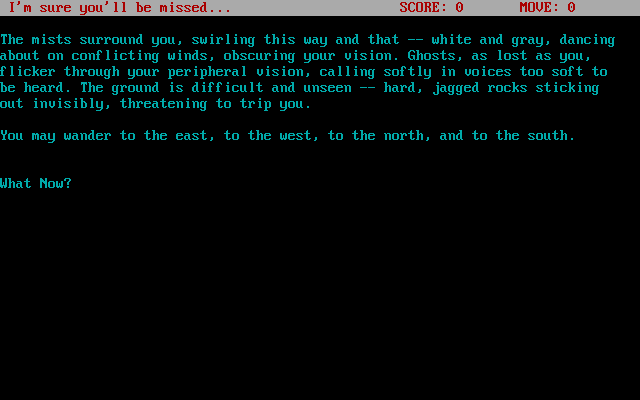 I'm sure you'll be missed... SCORE: 0 MOVE: 0
The mists surround you, swirling this way and that -- white and gray, dancing
about on conflicting winds, obscuring your vision. Ghosts, as lost as you,
flicker through your peripheral vision, calling softly in voices too soft to
be heard. The ground is difficult and unseen -- hard, jagged rocks sticking
out invisibly, threatening to trip you.
You may wander to the east, to the west, to the north, and to the south.
What Now?